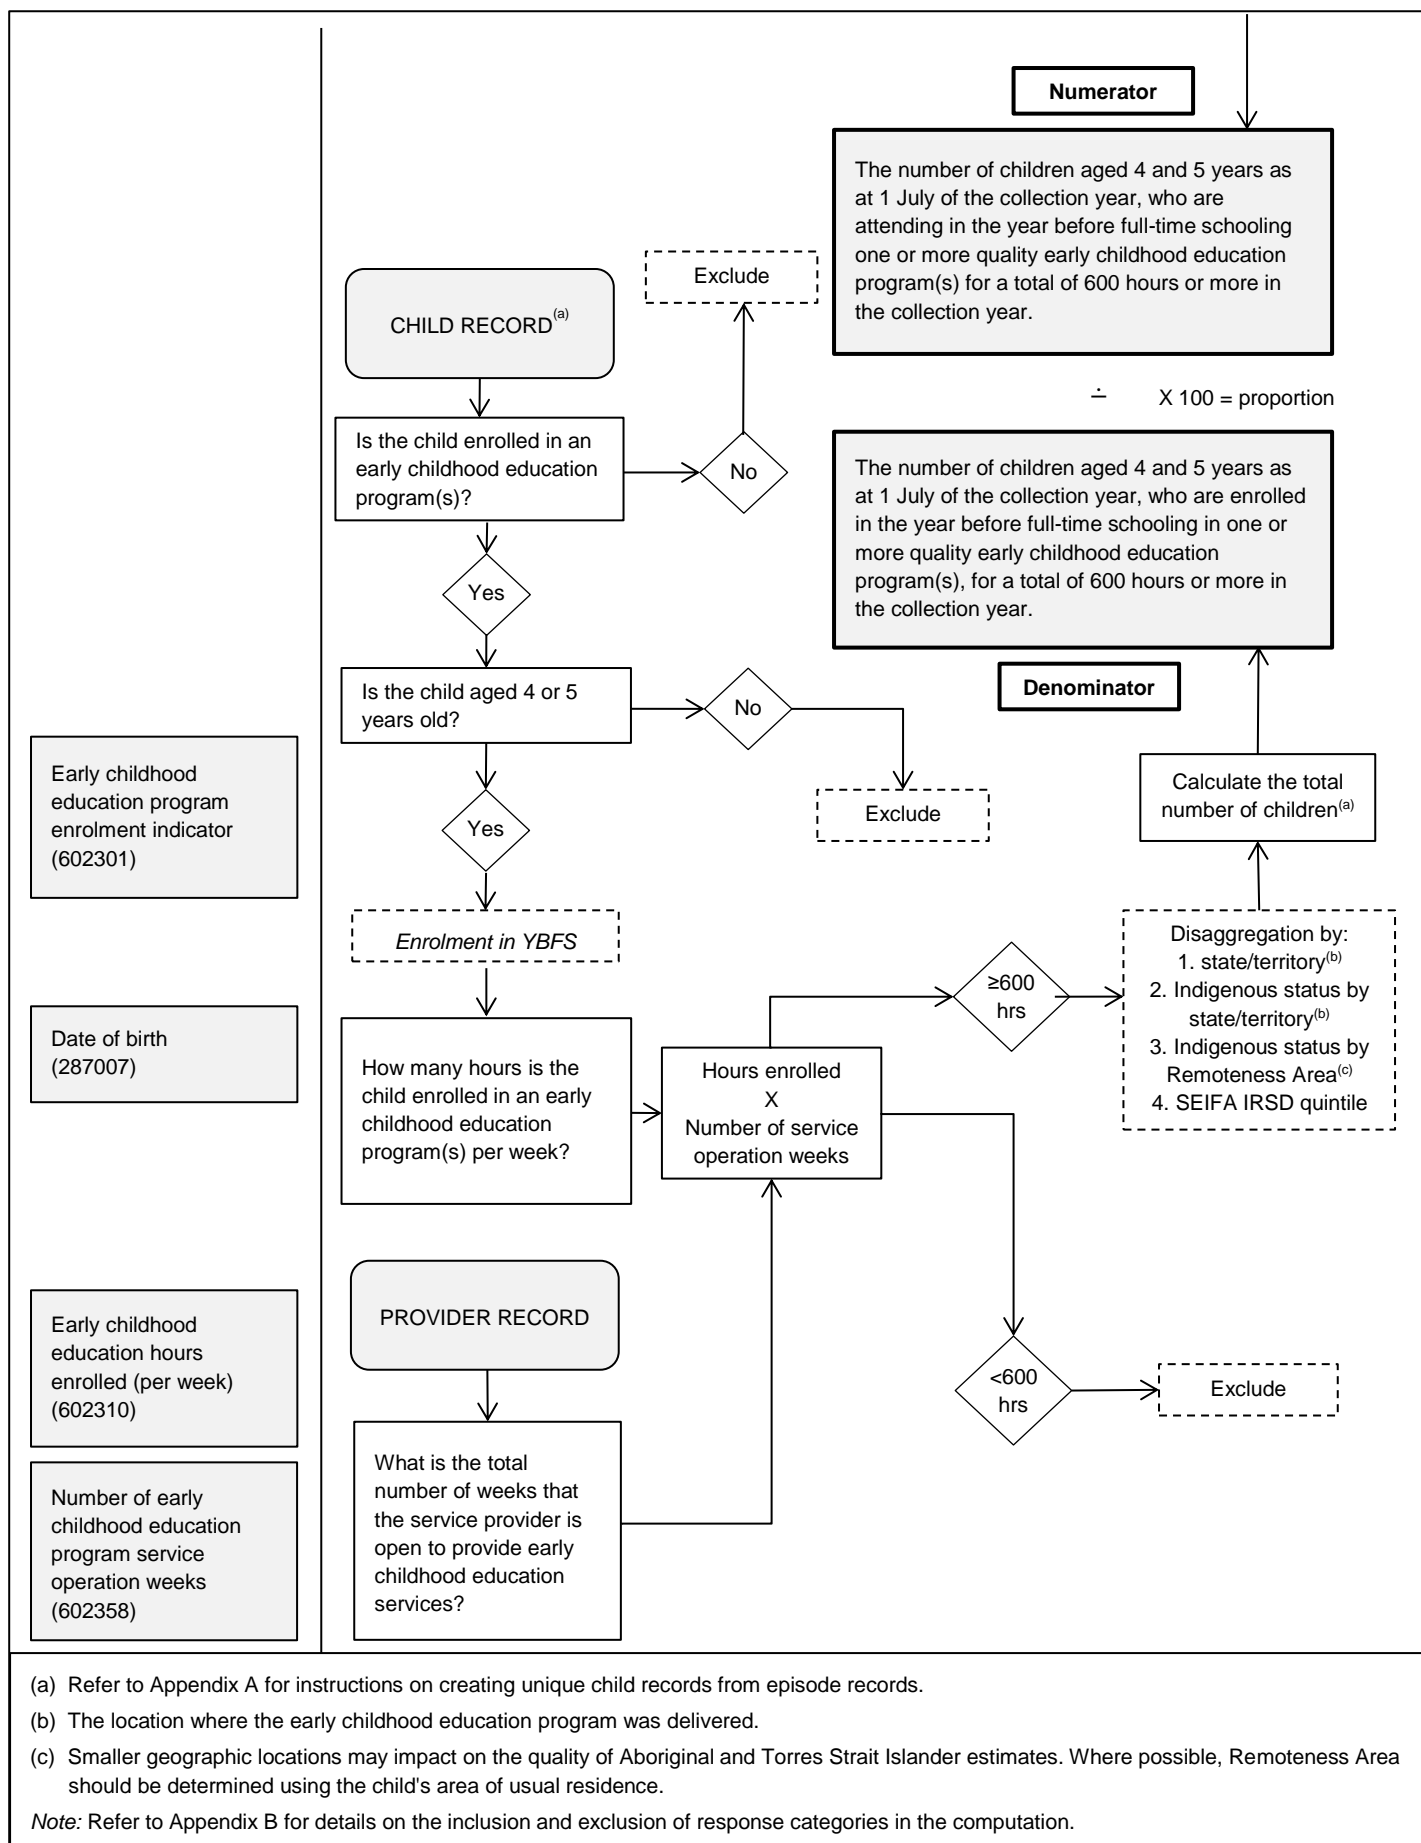 Numerator
The number of children aged 4 and 5 years as
at 1 July of the collection year, who are
attending in the year before full-time schooling
one or more quality early childhood education
program(s) for a total of 600 hours or more in
the collection year.
Exclude
CHILD RECORD(a)
÷ X 100 = proportion
Is the child enrolled in an
early childhood education
program(s)?
No
The number of children aged 4 and 5 years as
at 1 July of the collection year, who are enrolled
in the year before full-time schooling in one or
more quality early childhood education
program(s), for a total of 600 hours or more in
the collection year.
Yes
Denominator
Is the child aged 4 or 5
years old?
No
Exclude
Early childhood
education program
enrolment indicator
(602301)
Yes
Calculate the total
number of children(a)
Enrolment in YBFS
≥600
hrs
Disaggregation by:
1. state/territory(b)
2. Indigenous status by
state/territory(b)
3. Indigenous status by
Remoteness Area(c)
4. SEIFA IRSD quintile
Date of birth
(287007)
How many hours is the
child enrolled in an early
childhood education
program(s) per week?
Hours enrolled
X
Number of service
operation weeks
PROVIDER RECORD
Early childhood
education hours
enrolled (per week)
(602310)
<600
hrs
Exclude
Number of early
childhood education
program service
operation weeks
(602358)
What is the total
number of weeks that
the service provider is
open to provide early
childhood education
services?
(a) Refer to Appendix A for instructions on creating unique child records from episode records.
(b) The location where the early childhood education program was delivered.
(c) Smaller geographic locations may impact on the quality of Aboriginal and Torres Strait Islander estimates. Where possible, Remoteness Area
should be determined using the child's area of usual residence.
Note: Refer to Appendix B for details on the inclusion and exclusion of response categories in the computation.